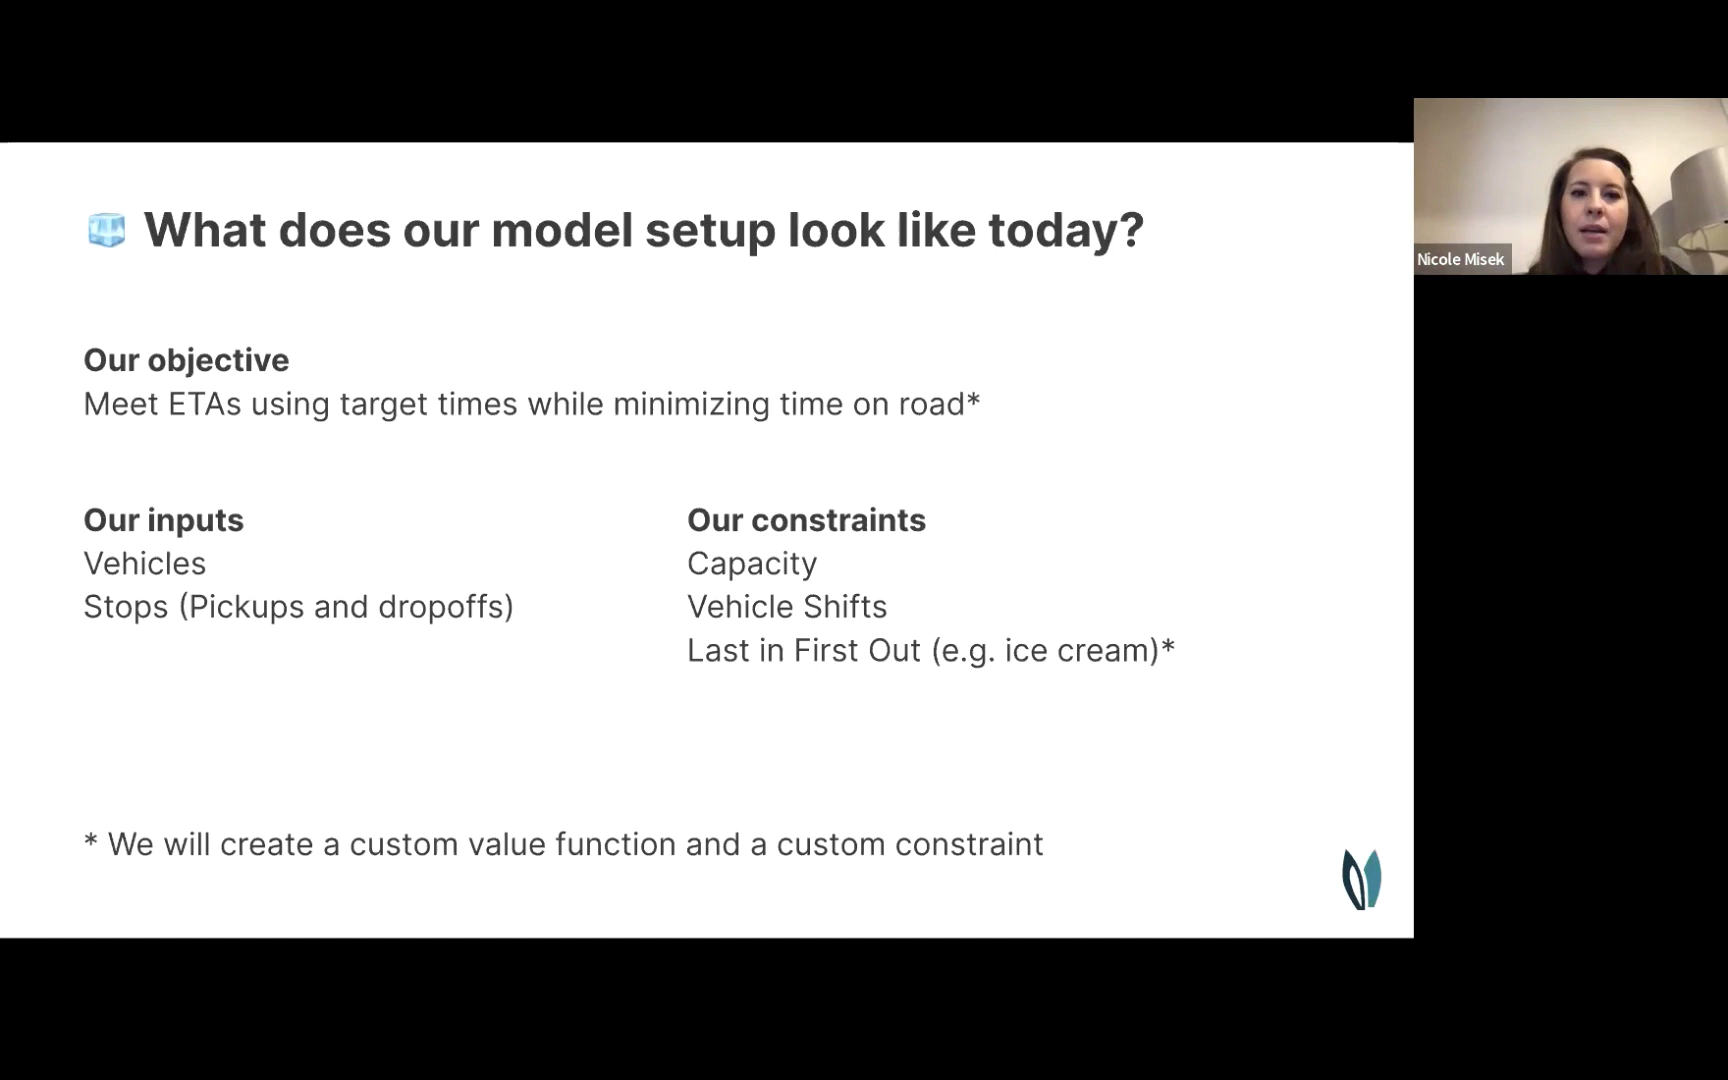 What does our model setup look like today?
Nicole Misek
Our objective
Meet ETAs using target times while minimizing time on road*
Our inputs
Vehicles
Stops (Pickups and dropoffs)
Our constraints
Capacity
Vehicle Shifts
Last in First Out (e.g. ice cream)*
* We will create a custom value function and a custom constraint